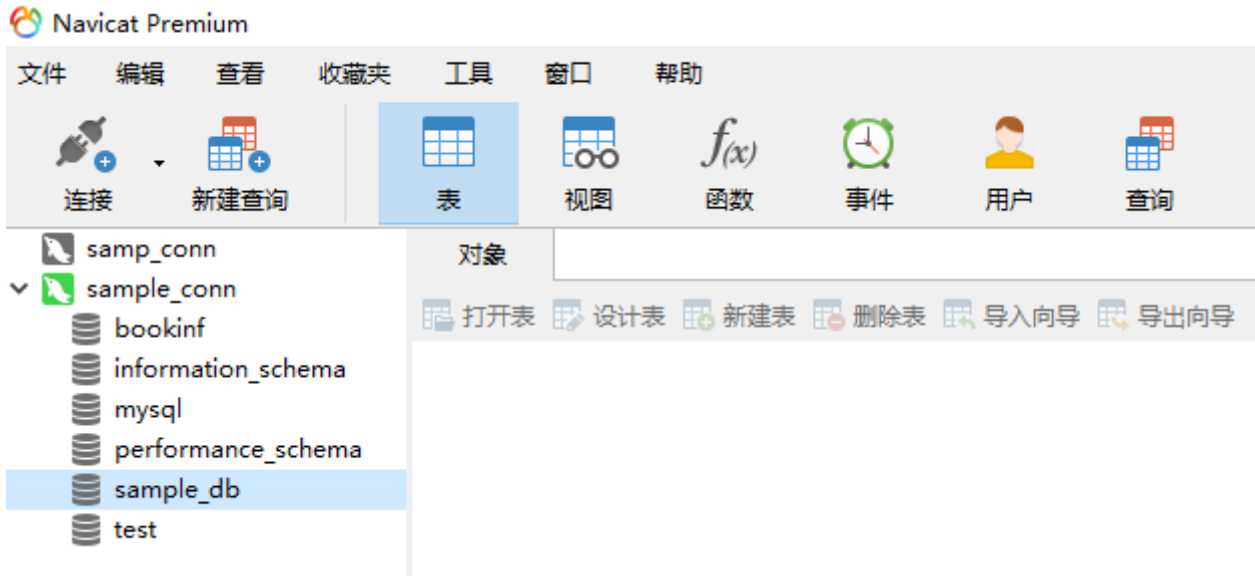 Navicat Premium
文件 编辑 查看 收藏夹 工具 窗口 帮助
f(x)
连接 新建查询 表 视图 函数 事件 用户 查询
samp_conn
对象
sample_conn
打开表 设计表 新建表 删除表 导入向导 导出向导
bookinf
information_schema
mysql
performance_schema
sample_db
test